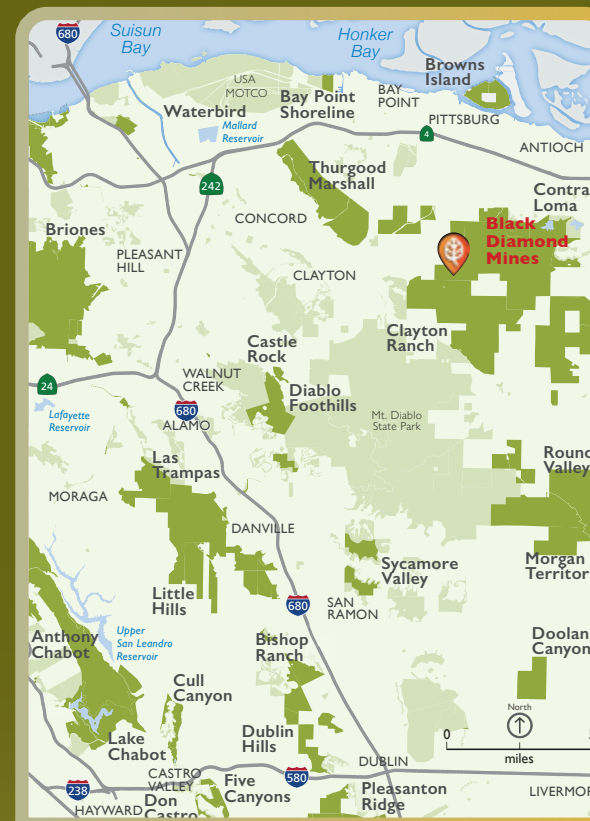 680
Suisun
Bay
Honker
Bay
Browns
Island
USA
MOTCO
Bay Point
Shoreline
BAY
POINT
Waterbird
Mallard
Reservoir
PITTSBURG
4
ANTIOCH
Thurgood
Marshall
242
Contra
Loma
CONCORD
Black
Diamond
Mines
Briones
PLEASANT
HILL
CLAYTON
Castle
Rock
Clayton
Ranch
24
WALNUT
CREEK
Diablo
Foothills
Lafayette
Reservoir
680
ALAMO
Mt. Diablo
State Park
Las
Trampas
Round
Valley
MORAGA
DANVILLE
Sycamore
Valley
Morgan
Territor
Little
Hills
680
SAN
RAMON
Anthony
Chabot
Upper
San Leandro
Reservoir
Bishop
Ranch
Doolan
Canyon
Cull
Canyon
North
Lake
Chabot
Dublin
Hills
0
miles
DUBLIN
CASTRO
VALLEY
580
238
Five
Canyons
Pleasanton
Ridge
LIVERMOR
HAYWARD
Don
Castro